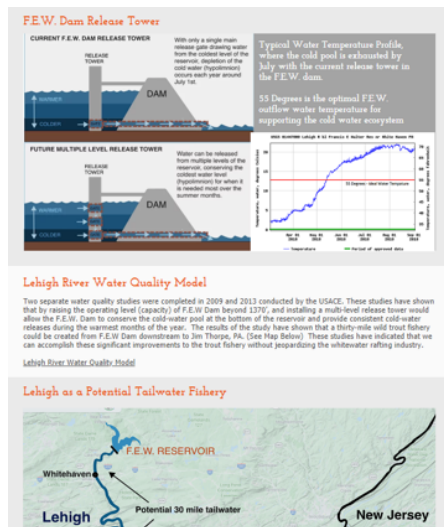 F.E.W. Dam Release Tower
CURRENT F.E.W. DAM RELEASE TOWER
RELEASE
TOWER
WARMER
COLDER
DAM
With only a single main
release gate drawing water
from the coldest level of the
reservoir, depletion of the
cold water (hypolimnion)
occurs each year around
July 1st.
Typical Water Temperature Profile,
where the cold pool is exhausted by
July with the current release tower in
the F.E.W. dam.
55 Degrees is the optimal F.E.W.
outflow water temperature for
supporting the cold water ecosystem
FUTURE MULTIPLE LEVEL RELEASE TOWER
RELEASE
TOWER
WARMER
COLDER
DAM
Water can be released
from multiple levels of the
reservoir, conserving the
coldest water level
(hypolimnion) for when it
is needed most over the
summer months.
55 Degrees - Ideal Water Temperature
Temperature
Period of approved data
Lehigh River Water Quality Model
Two separate water quality studies were completed in 2009 and 2013 conducted by the USACE. These studies have shown
that by raising the operating level (capacity) of F.E.W Dam beyond 1370', and installing a multi-level release tower would
allow the F.E.W. Dam to conserve the cold-water pool at the bottom of the reservoir and provide consistent cold-water
releases during the warmest months of the year. The results of the study have shown that a thirty-mile wild trout fishery
could be created from F.E.W Dam downstream to Jim Thorpe, PA. (See Map Below) These studies have indicated that we
can accomplish these significant improvements to the trout fishery without jeopardizing the whitewater rafting industry.
Lehigh River Water Quality Model
Lehigh as a Potential Tailwater Fishery
F.E.W. RESERVOIR
Whitehaven
Potential 30 mile tailwater
Lehigh
New Jersey